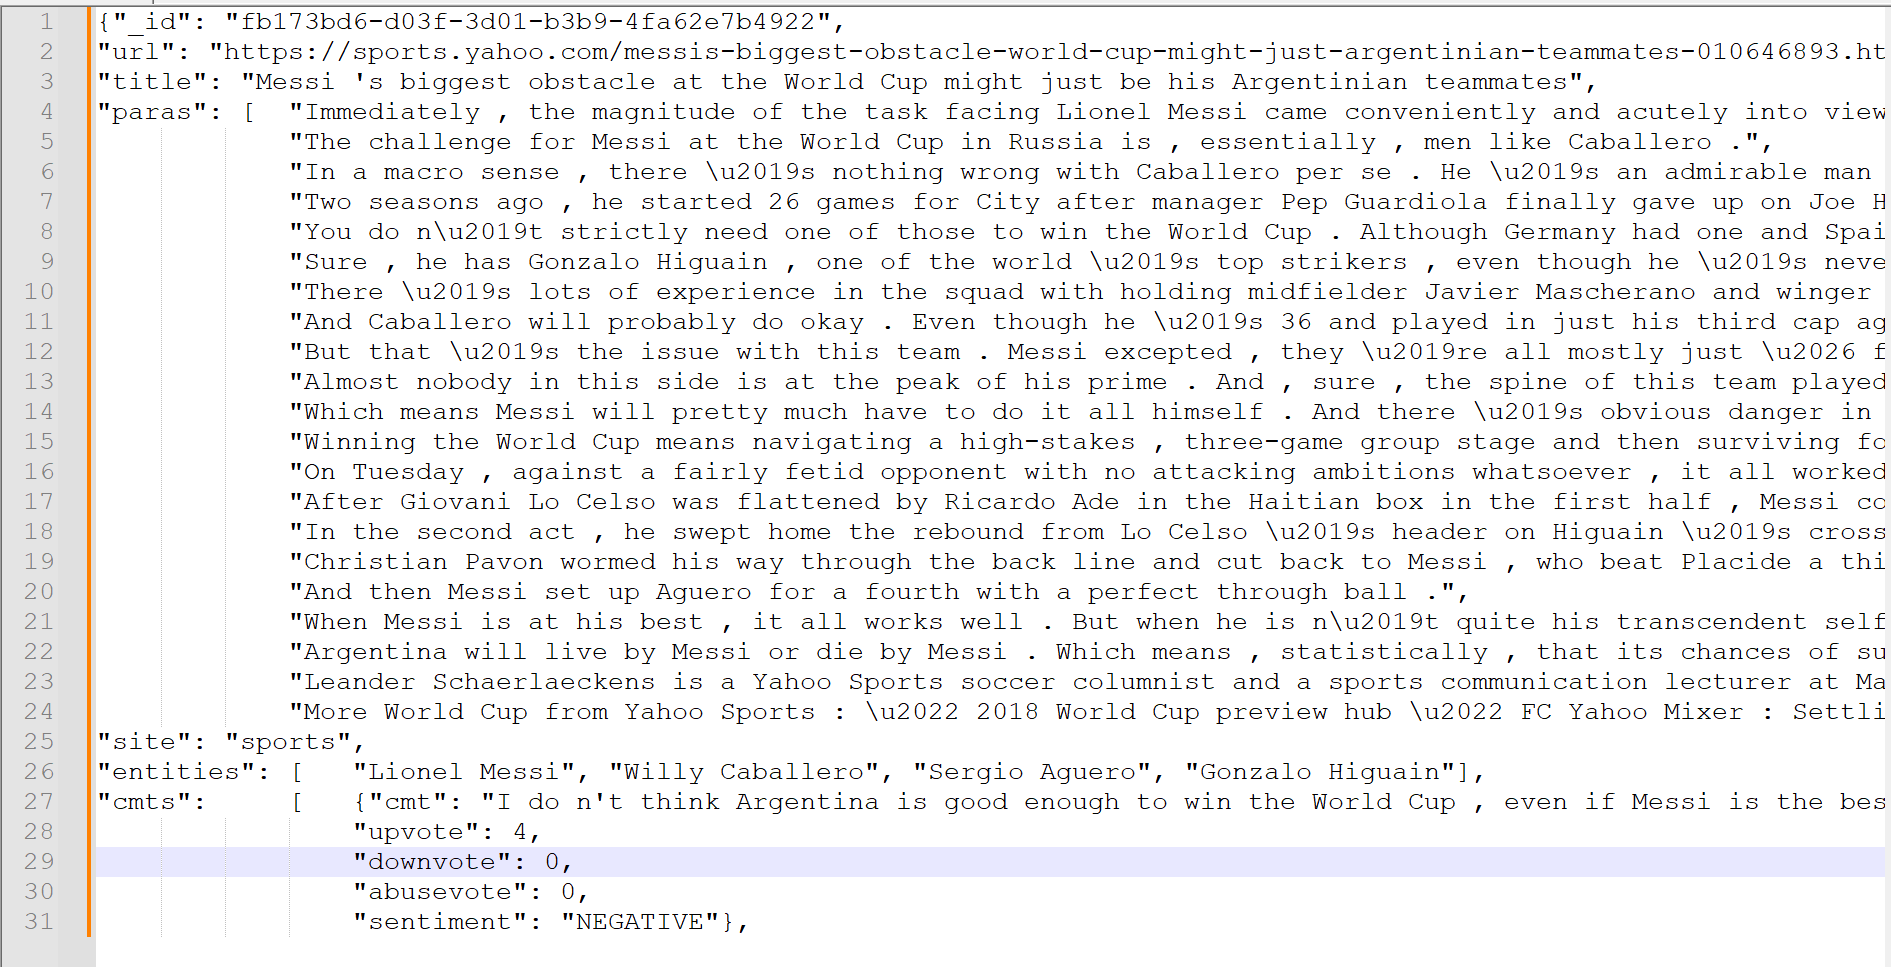 1 {"_id": "fb173bd6-d03f-3d01-b3b9-4fa62e7b4922",
2 "url": "https://sports.yahoo.com/messis-biggest-obstacle-world-cup-might-just-argentinian-teammates-010646893.ht
3 "title": "Messi 's biggest obstacle at the World Cup might just be his Argentinian teammates",
4 "paras": [ "Immediately , the magnitude of the task facing Lionel Messi came conveniently and acutely into view
5 "The challenge for Messi at the World Cup in Russia is , essentially , men like Caballero .",
6 "In a macro sense , there \u2019s nothing wrong with Caballero per se . He \u2019s an admirable man
7 "Two seasons ago , he started 26 games for City after manager Pep Guardiola finally gave up on Joe H
8 "You do n\u2019t strictly need one of those to win the World Cup . Although Germany had one and Spai
9 "Sure , he has Gonzalo Higuain , one of the world \u2019s top strikers , even though he \u2019s neve
10 "There \u2019s lots of experience in the squad with holding midfielder Javier Mascherano and winger
11 "And Caballero will probably do okay . Even though he \u2019s 36 and played in just his third cap ag
12 "But that \u2019s the issue with this team . Messi excepted , they \u2019re all mostly just \u2026 f
13 "Almost nobody in this side is at the peak of his prime . And , sure , the spine of this team played
14 "Which means Messi will pretty much have to do it all himself . And there \u2019s obvious danger in
15 "Winning the World Cup means navigating a high-stakes , three-game group stage and then surviving fo
16 "On Tuesday , against a fairly fetid opponent with no attacking ambitions whatsoever , it all worked
17 "After Giovani Lo Celso was flattened by Ricardo Ade in the Haitian box in the first half , Messi co
18 "In the second act , he swept home the rebound from Lo Celso \u2019s header on Higuain \u2019s cross
19 "Christian Pavon wormed his way through the back line and cut back to Messi , who beat Placide a thi
20 "And then Messi set up Aguero for a fourth with a perfect through ball .",
21 "When Messi is at his best , it all works well . But when he is n\u2019t quite his transcendent self
22 "Argentina will live by Messi or die by Messi . Which means , statistically , that its chances of su
23 "Leander Schaerlaeckens is a Yahoo Sports soccer columnist and a sports communication lecturer at Ma
24 "More World Cup from Yahoo Sports : \u2022 2018 World Cup preview hub \u2022 FC Yahoo Mixer : Settli
25 "site": "sports",
26 "entities": [ "Lionel Messi", "Willy Caballero", "Sergio Aguero", "Gonzalo Higuain"],
27 "cmts": [ {"cmt": "I do n't think Argentina is good enough to win the World Cup , even if Messi is the bes
28 "upvote": 4,
29 "downvote": 0,
30 "abusevote": 0,
31 "sentiment": "NEGATIVE"},